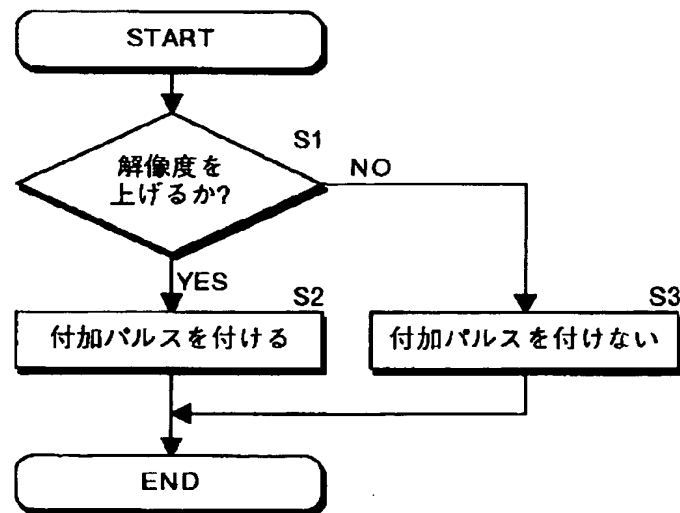 START
S1
解像度を
上げるか?
NO
YES
S2
付加パルスを付ける
S3
付加パルスを付けない
END